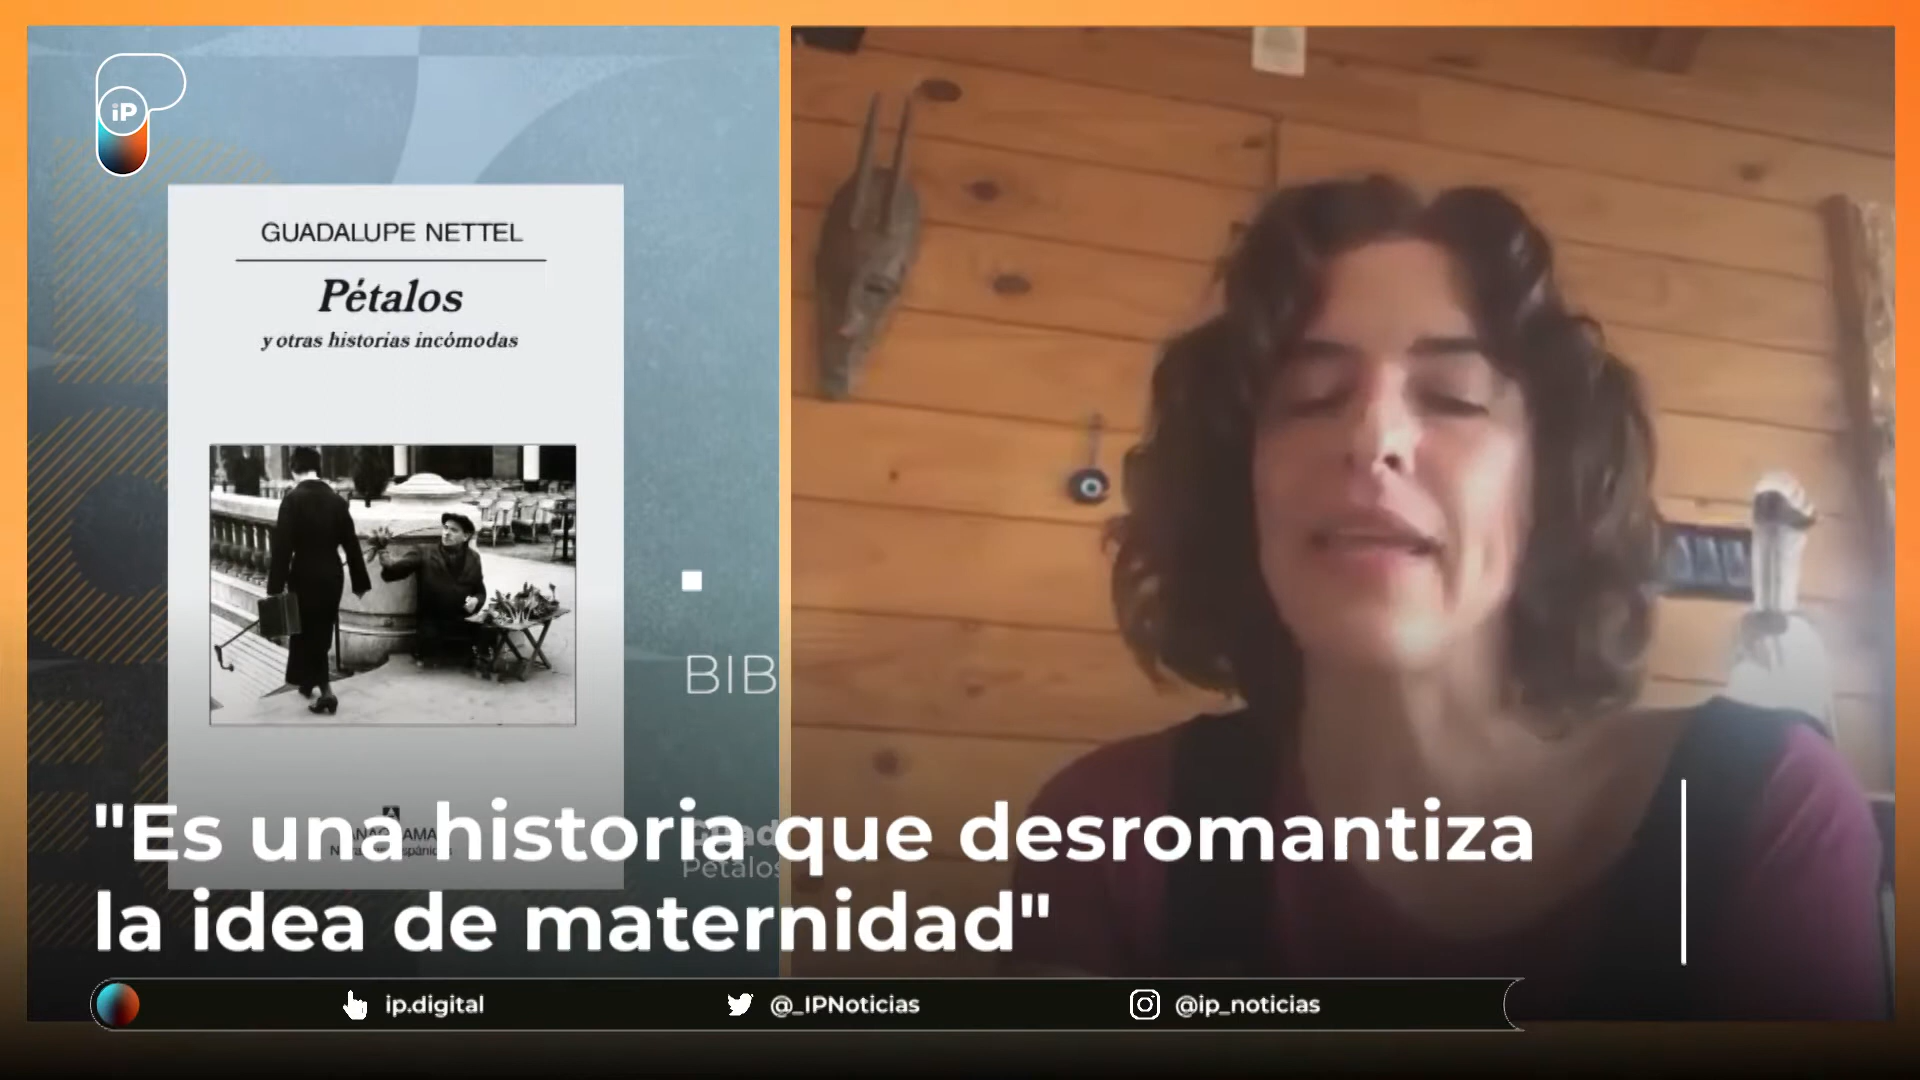 iP
GUADALUPE NETTEL
Pétalos
y otras historias incómodas
BIB
Pétalos
"Es una historia que desromantiza
la idea de maternidad"
ip.digital
@_IPNoticias
@ip_noticias